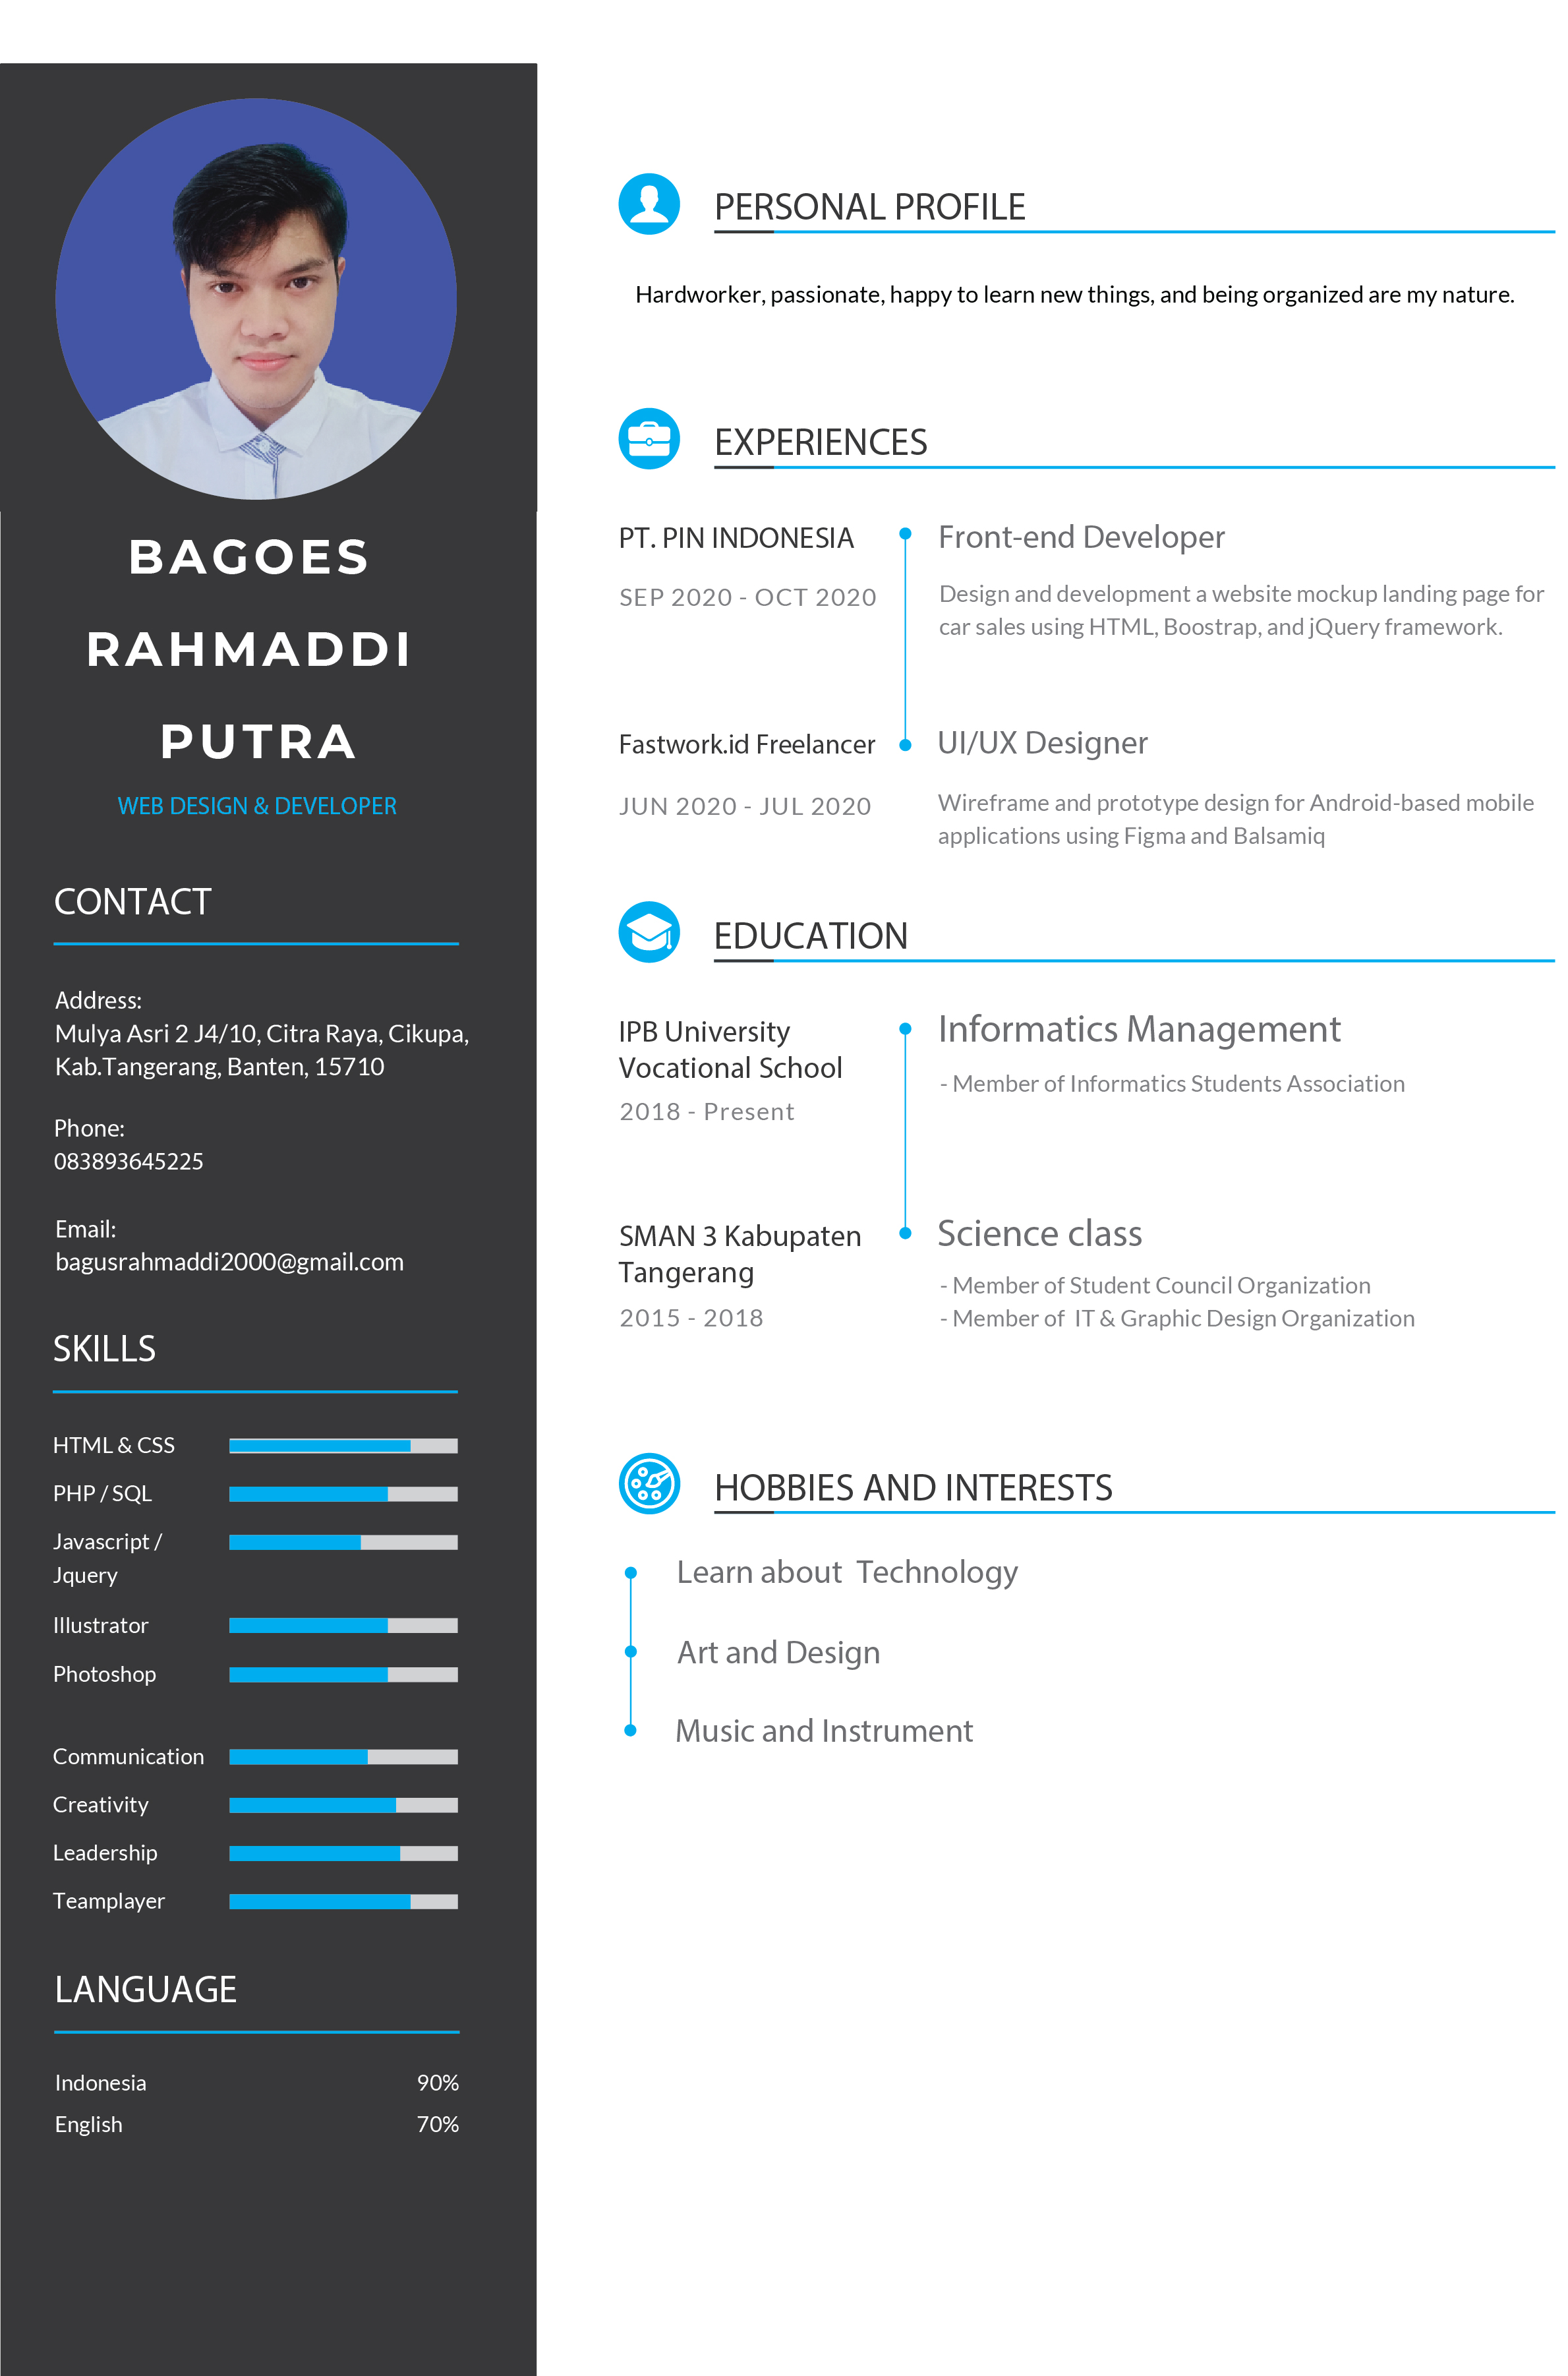 BAGOES
RAHMADDI
PUTRA
WEB DESIGN & DEVELOPER
CONTACT
Address:
Mulya Asri 2 J4/10, Citra Raya, Cikupa,
Kab.Tangerang, Banten, 15710
Phone:
083893645225
Email:
bagusrahmaddi2000@gmail.com
SKILLS
HTML & CSS
PHP / SQL
Javascript /
Jquery
Illustrator
Photoshop
Communication
Creativity
Leadership
Teamplayer
LANGUAGE
Indonesia 90%
English 70%
PERSONAL PROFILE
Hardworker, passionate, happy to learn new things, and being organized are my nature.
EXPERIENCES
PT. PIN INDONESIA
SEP 2020 - OCT 2020
Front-end Developer
Design and development a website mockup landing page for
car sales using HTML, Boostrap, and jQuery framework.
Fastwork.id Freelancer
JUN 2020 - JUL 2020
UI/UX Designer
Wireframe and prototype design for Android-based mobile
applications using Figma and Balsamiq
EDUCATION
IPB University
Vocational School
2018 - Present
Informatics Management
- Member of Informatics Students Association
SMAN 3 Kabupaten
Tangerang
2015 - 2018
Science class
- Member of Student Council Organization
- Member of IT & Graphic Design Organization
HOBBIES AND INTERESTS
Learn about Technology
Art and Design
Music and Instrument